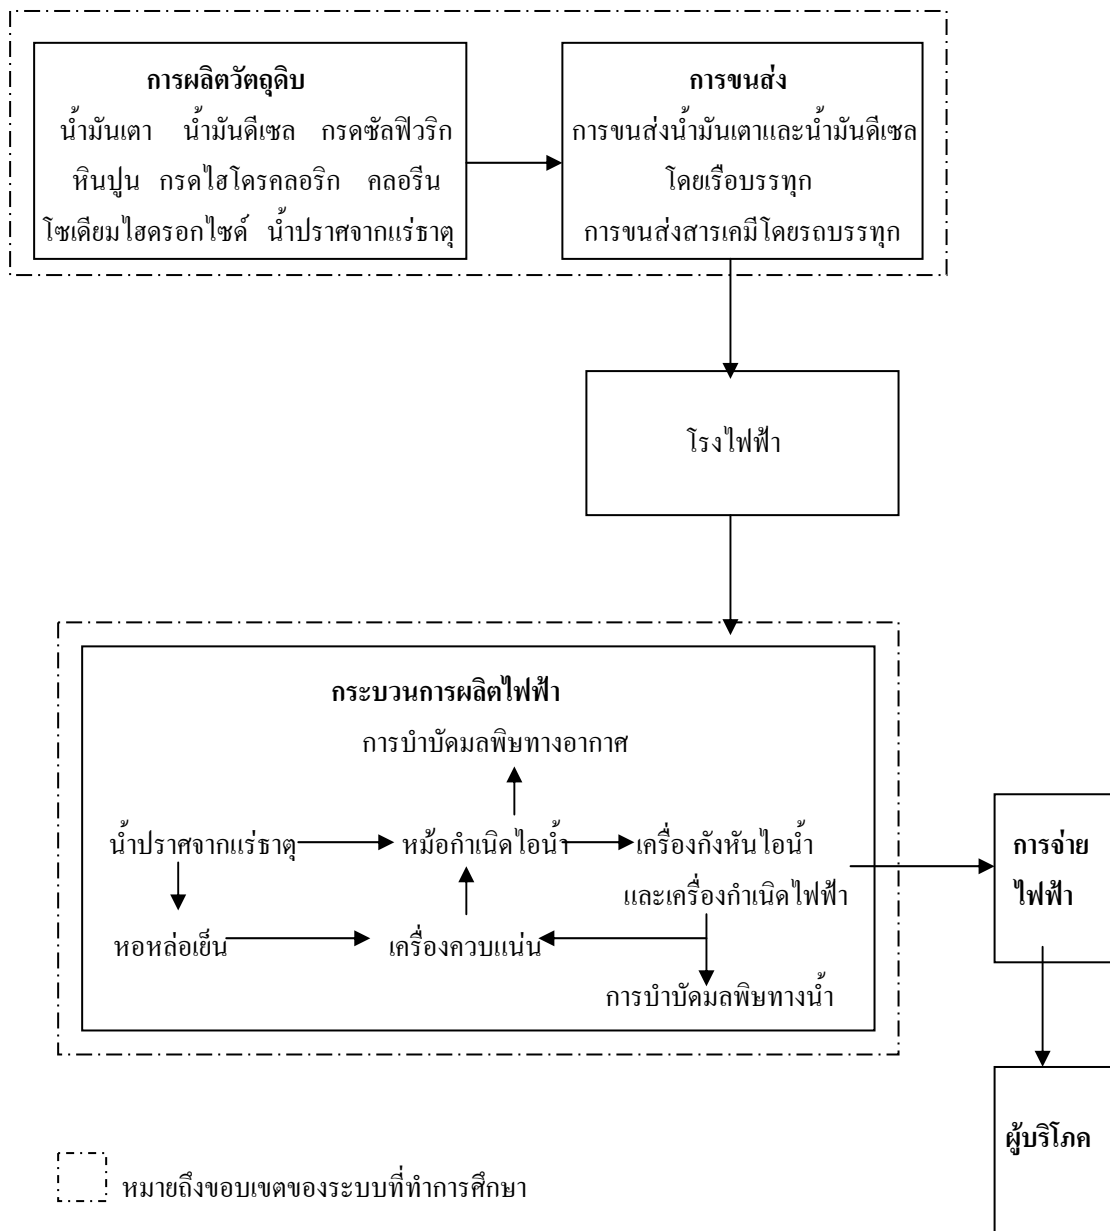 การผลิตวัตถุดิบ
น้ำมันเตา น้ำมันดีเซล กรดซัลฟิวริก
หินปูน กรดไฮโดรคลอริก คลอรีน
โซเดียมไฮดรอกไซด์ น้ำปราศจากแร่ธาตุ
การขนส่ง
การขนส่งน้ำมันเตาและน้ำมันดีเซล
โดยเรือบรรทุก
การขนส่งสารเคมีโดยรถบรรทุก
โรงไฟฟ้า
กระบวนการผลิตไฟฟ้า
การบำบัดมลพิษทางอากาศ
น้ำปราศจากแร่ธาตุ
หม้อกำเนิดไอน้ำ
เครื่องกังหันไอน้ำ
และเครื่องกำเนิดไฟฟ้า
หอหล่อเย็น
เครื่องควบแน่น
การบำบัดมลพิษทางน้ำ
การจ่าย
ไฟฟ้า
ผู้บริโภค
หมายถึงขอบเขตของระบบที่ทำการศึกษา